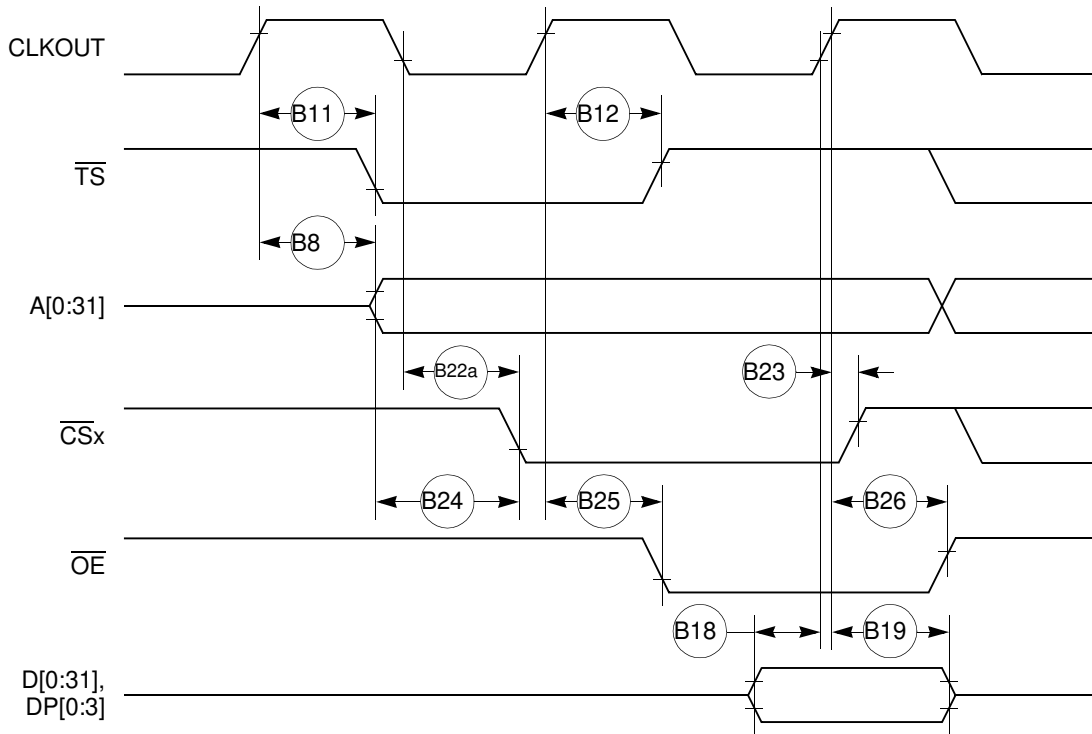 CLKOUT
B11
B12
TS
B8
A[0:31]
B22a
B23
CSx
B24
B25
B26
OE
B18
B19
D[0:31],
DP[0:3]